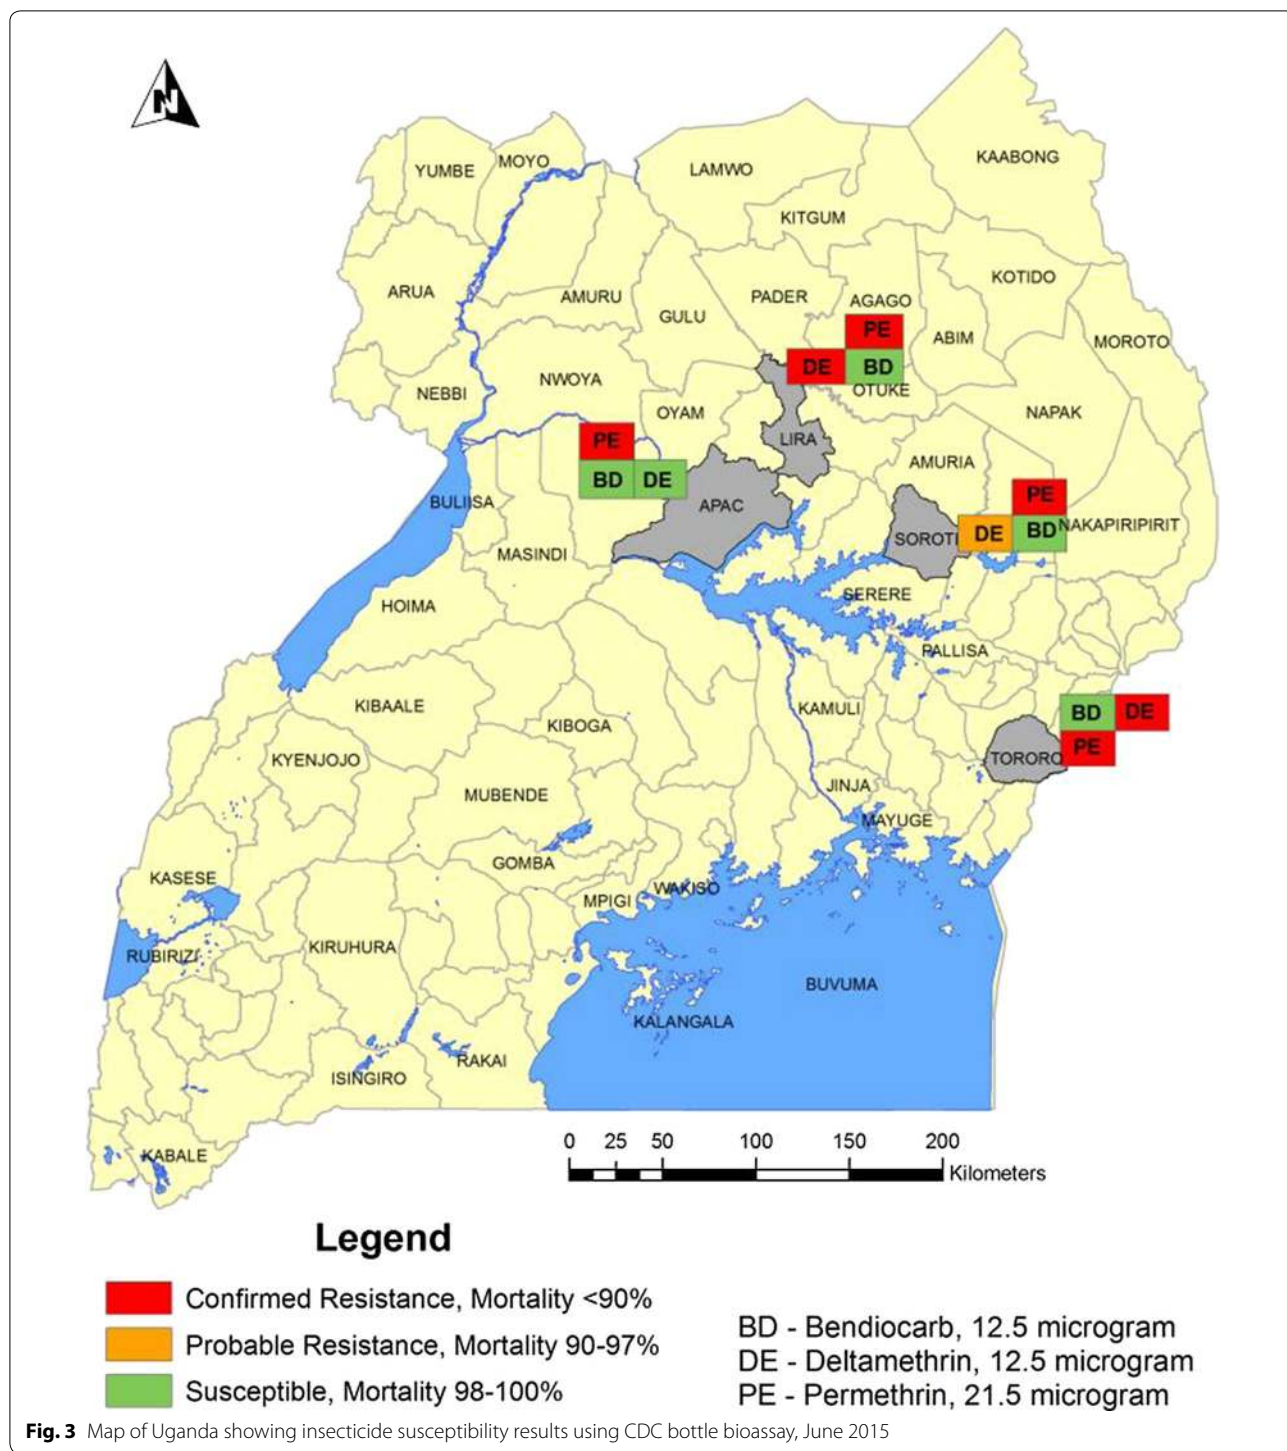 N
KAABONG
MOYO
YUMBE
LAMWO
KITGUM
KOTIDO
ARUA
AMURU
PADER
AGAGO
GULU
PE
ABIM
MOROTO
DE BD
NWOYA
NEBBI
OTUKE
OYAM
NAPAK
LIRA
PE
AMURIA
BD DE
PE
BULIISA
APAC
NAKAPIRIPIRIT
SOROTI
DE BD
MASINDI
SERERE
HOIMA
PALLISA
KIBAALE
KAMULI
BD DE
KIBOGA
PE
KYENJOJO
TORORO
JINJA
MUBENDE
MAYUGE
GOMBA
KASESE
WAKISO
MPIGI
KIRUHURA
RUBIRIZI
BUVUMA
KALANGALA
RAKAI
ISINGIRO
KABALE
0 25 50 100 150 200
Kilometers
Legend
Confirmed Resistance, Mortality <90%
Probable Resistance, Mortality 90-97%
Susceptible, Mortality 98-100%
BD - Bendiocarb, 12.5 microgram
DE - Deltamethrin, 12.5 microgram
PE - Permethrin, 21.5 microgram
Fig. 3 Map of Uganda showing insecticide susceptibility results using CDC bottle bioassay, June 2015